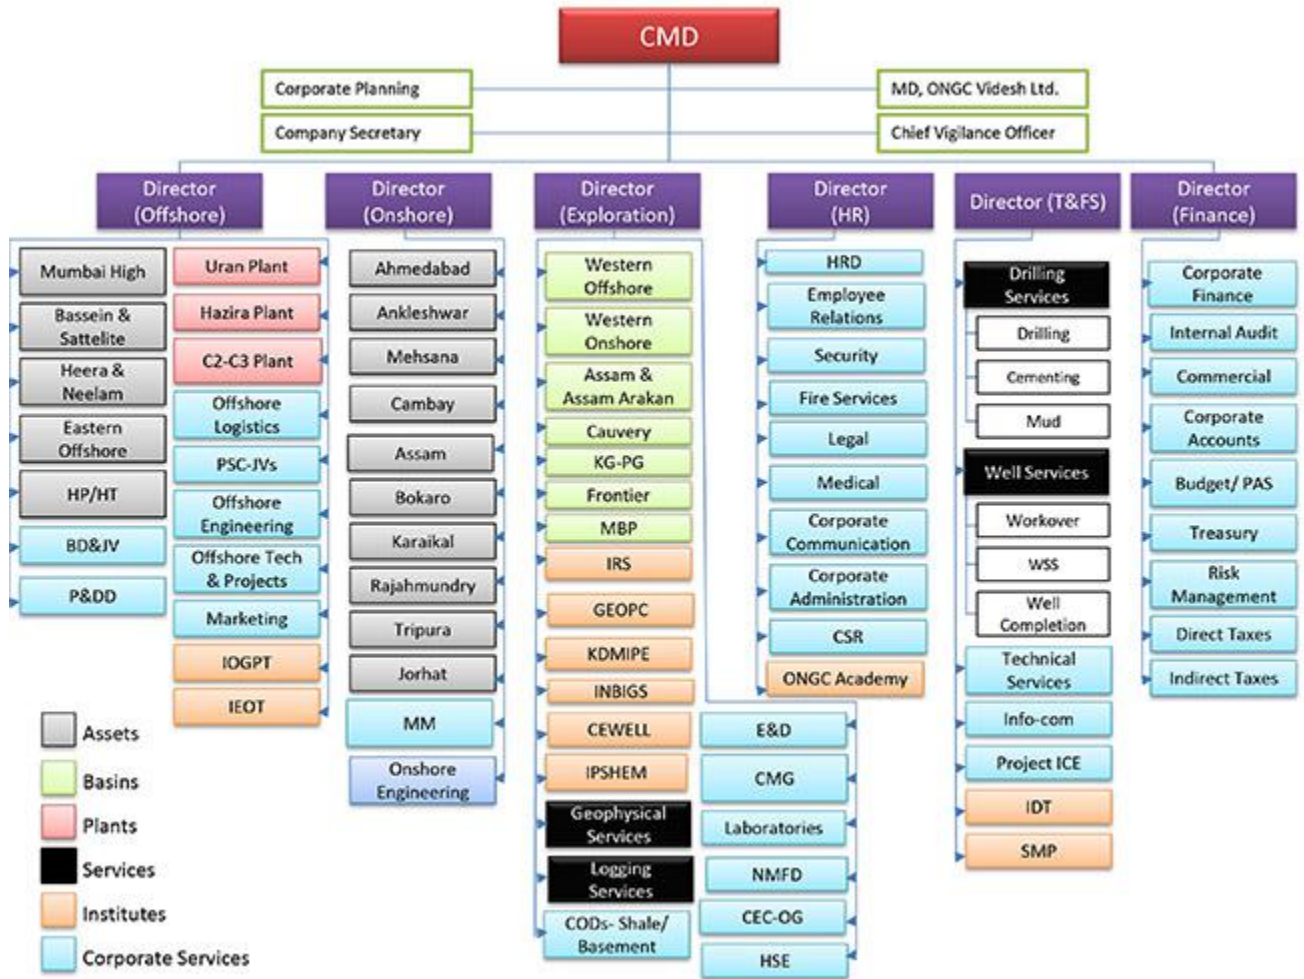 CMD
Corporate Planning
MD, ONGC Videsh Ltd.
Company Secretary
Chief Vigilance Officer
Director
(Offshore)
Director
(Onshore)
Director
(Exploration)
Director
(HR)
Director (T&FS)
Director
(Finance)
Mumbai High
Bassein &
Sattelite
Heera &
Neelam
Eastern
Offshore
HP/HT
BD&JV
P&DD
Uran Plant
Hazira Plant
C2-C3 Plant
Offshore
Logistics
PSC-JVs
Offshore
Engineering
Offshore Tech
& Projects
Marketing
IOGPT
IEOT
Ahmedabad
Ankleshwar
Mehsana
Cambay
Assam
Bokaro
Karaikal
Rajahmundry
Tripura
Jorhat
MM
Onshore
Engineering
Western
Offshore
Western
Onshore
Assam &
Assam Arakan
Cauvery
KG-PG
Frontier
MBP
IRS
GEOPC
KDMIPE
INBIGS
CEWELL
IPSHEM
Geophysical
Services
Logging
Services
CODs- Shale/
Basement
E&D
CMG
Laboratories
NMFD
CEC-OG
HSE
HRD
Employee
Relations
Security
Fire Services
Legal
Medical
Corporate
Communication
Corporate
Administration
CSR
ONGC Academy
Drilling
Services
Drilling
Cementing
Mud
Well Services
Workover
WSS
Well
Completion
Technical
Services
Info-com
Project ICE
IDT
SMP
Corporate
Finance
Internal Audit
Commercial
Corporate
Accounts
Budget/ PAS
Treasury
Risk
Management
Direct Taxes
Indirect Taxes
Assets
Basins
Plants
Services
Institutes
Corporate Services